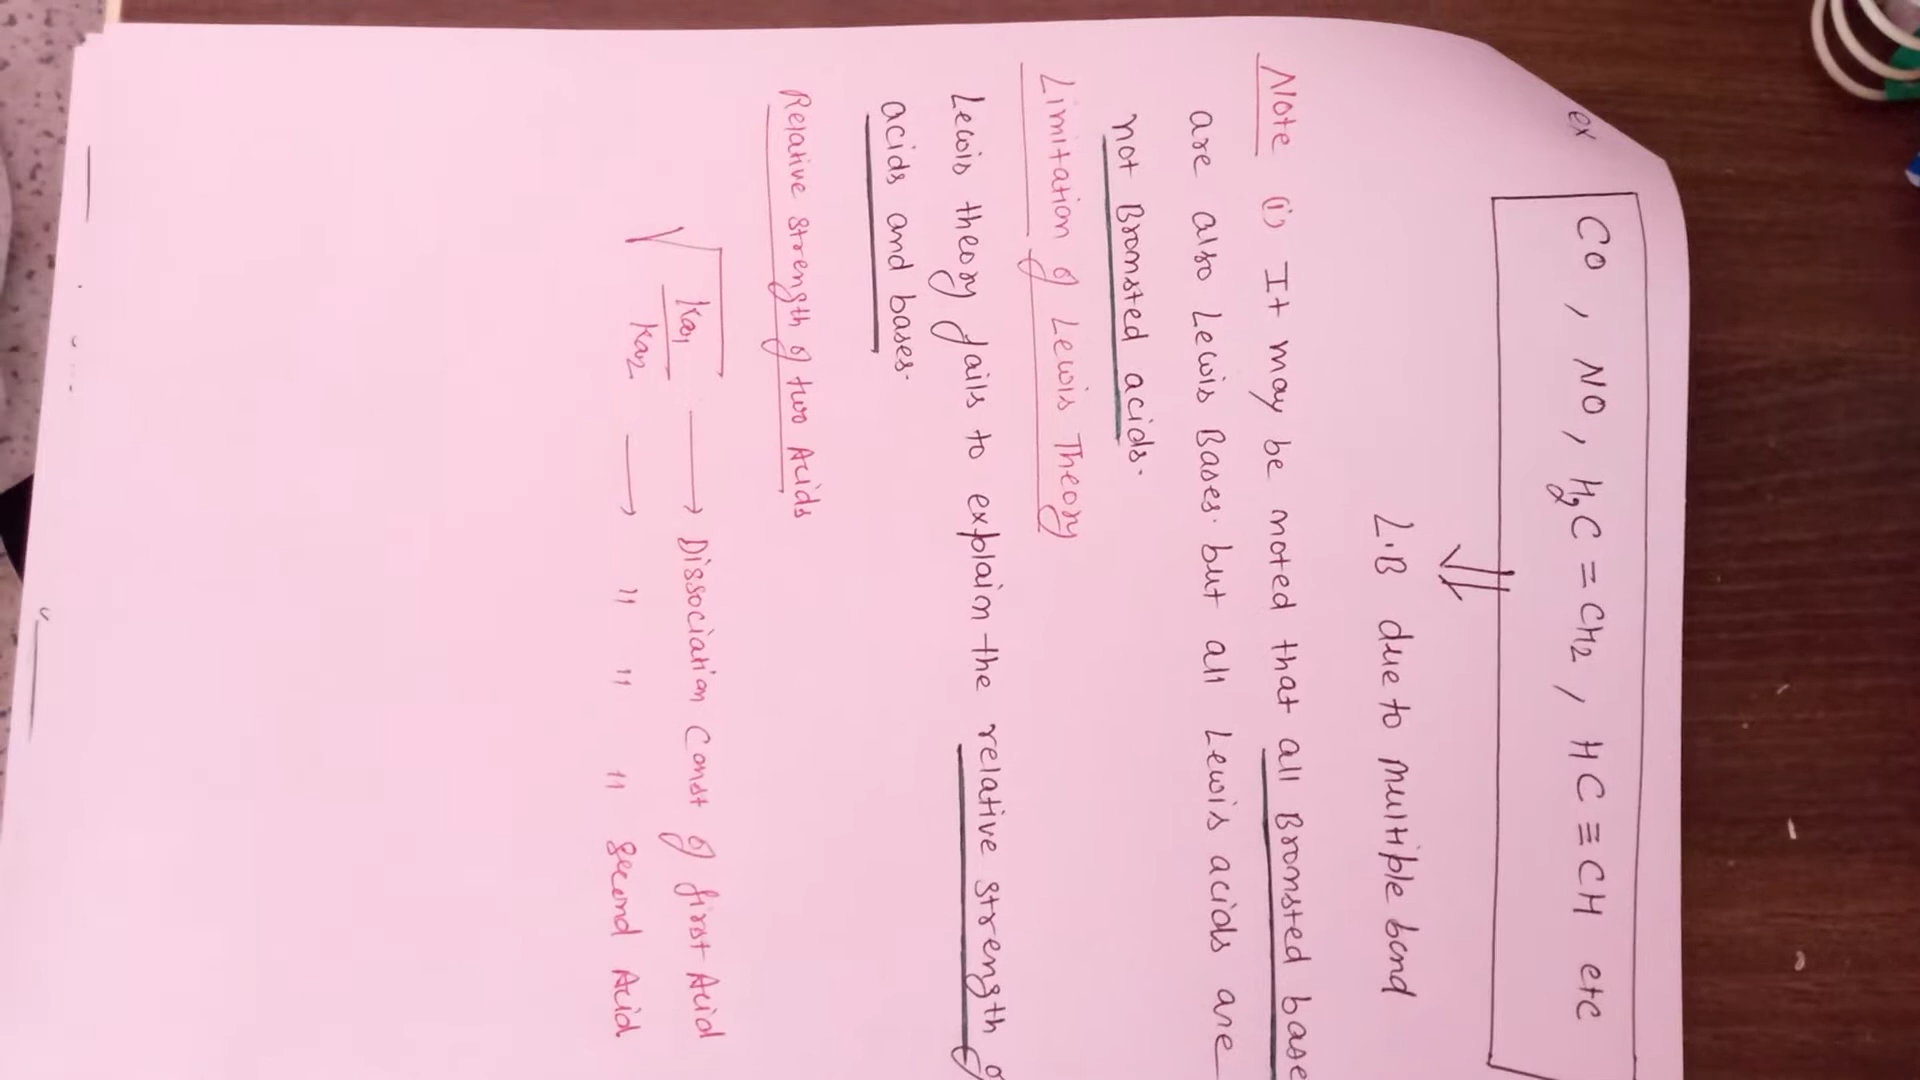 ex CO, NO, H2C=CH2, HC≡CH etc
L.B due to multiple bond
Note (i) It may be noted that all Bronsted base
are also Lewis Bases. but all Lewis acids are
not Bronsted acids.
Limitation of Lewis Theory
Lewis theory fails to explain the relative strength of
acids and bases.
Relative strength of two Acids
√Ka1 → Dissociation Const of first Acid
Ka2 → " " " second Acid